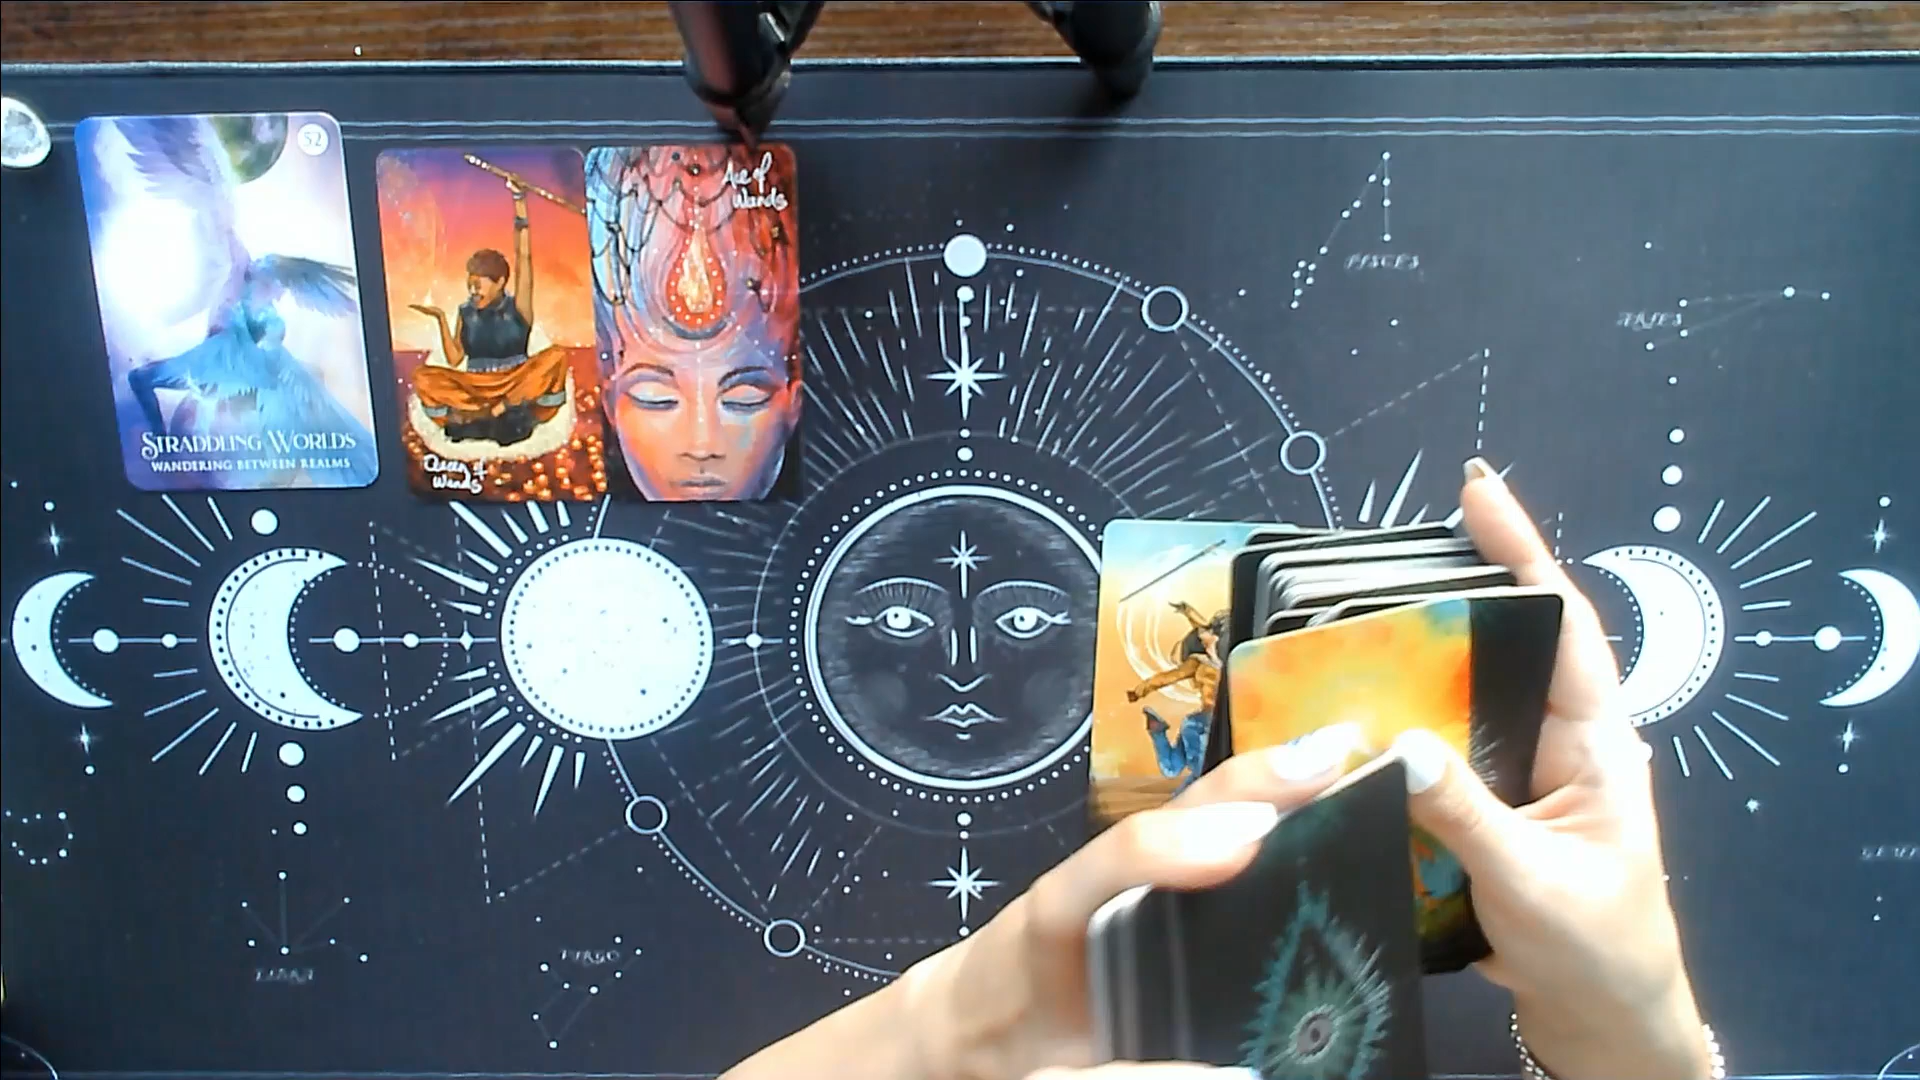 52
STRADDLING WORLDS
WANDERING BETWEEN REALMS
Queen of
Wands
Ace of
Wands
PISCES
ARIES
VIRGO